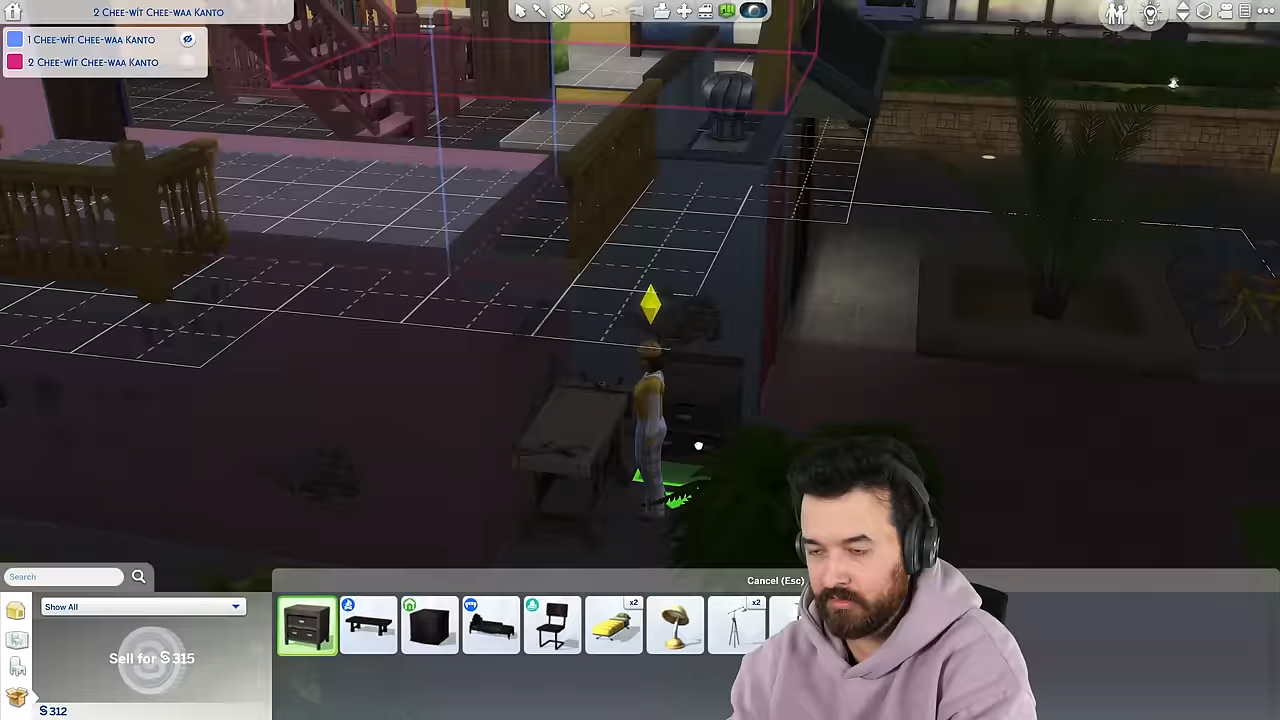 2 Chee-Wit Chee-Waa Kanto
1 Chee-Wit Chee-Waa Kanto
2 Chee-Wit Chee-Waa Kanto
Cancel (Esc)
Search
Show All
x2
x2
Sell for §315
§312